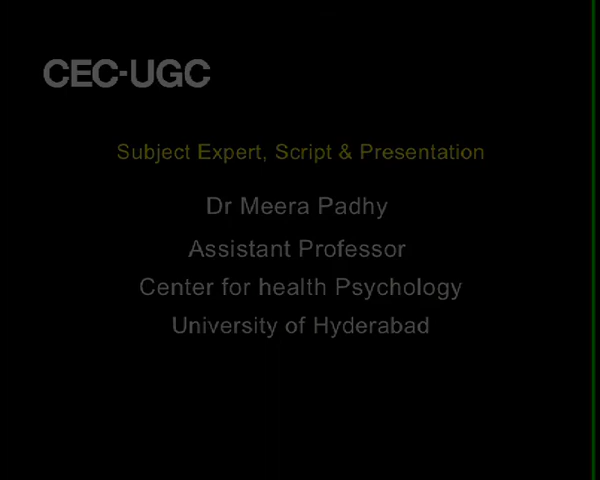 CEC-UGC
Subject Expert, Script & Presentation
Dr Meera Padhy
Assistant Professor
Center for health Psychology
University of Hyderabad